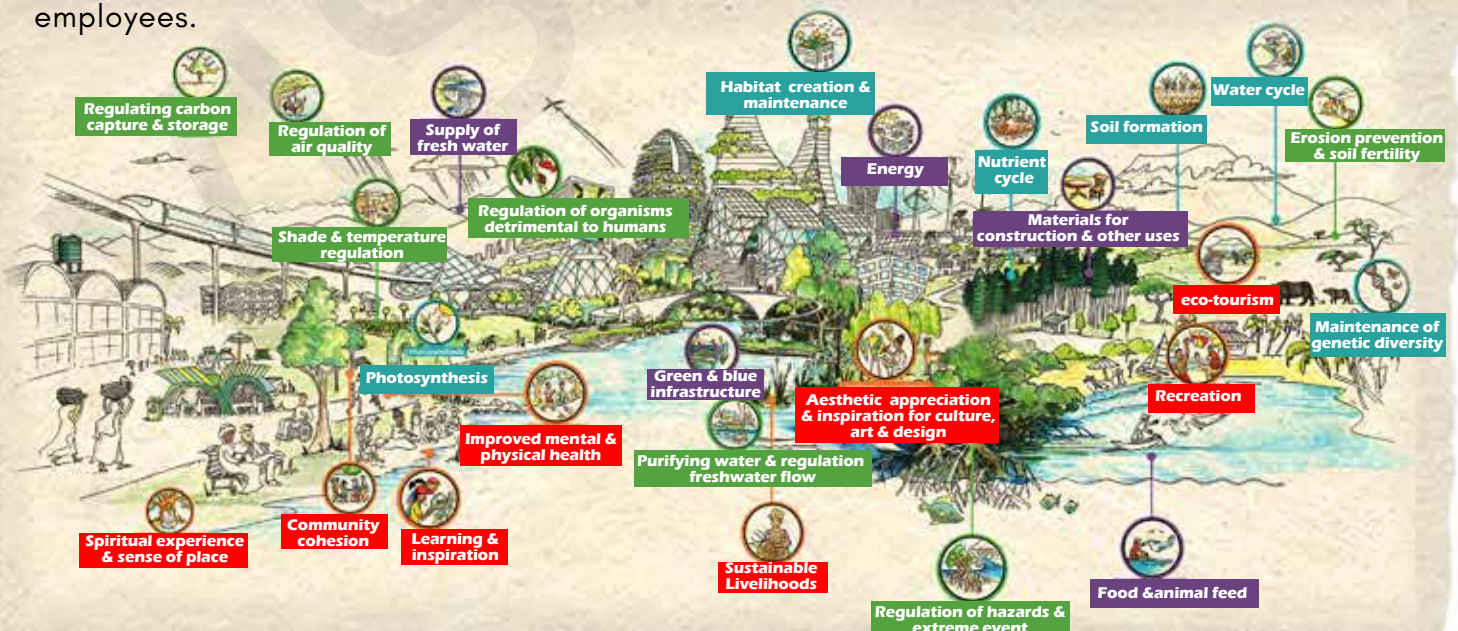 employees.
Regulating carbon
capture & storage
Regulation of
air quality
Supply of
fresh water
Habitat creation &
maintenance
Energy
Nutrient
cycle
Soil formation
Water cycle
Erosion prevention
& soil fertility
Shade & temperature
regulation
Regulation of organisms
detrimental to humans
Materials for
construction & other uses
eco-tourism
Maintenance of
genetic diversity
Photosynthesis
Green & blue
infrastructure
Aesthetic appreciation
& inspiration for culture,
art & design
Recreation
Improved mental &
physical health
Purifying water & regulation
freshwater flow
Spiritual experience
& sense of place
Community
cohesion
Learning &
inspiration
Sustainable
Livelihoods
Food &animal feed
Regulation of hazards &
extreme event